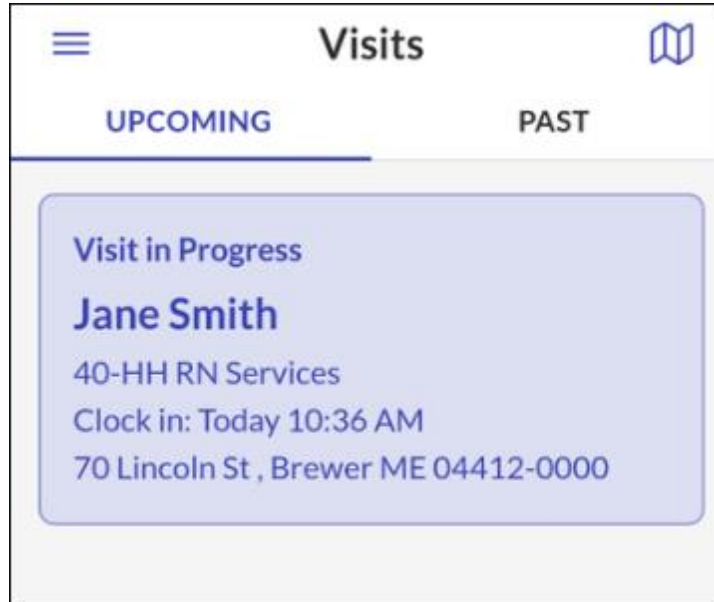 Visits
UPCOMING PAST
Visit in Progress
Jane Smith
40-HH RN Services
Clock in: Today 10:36 AM
70 Lincoln St , Brewer ME 04412-0000